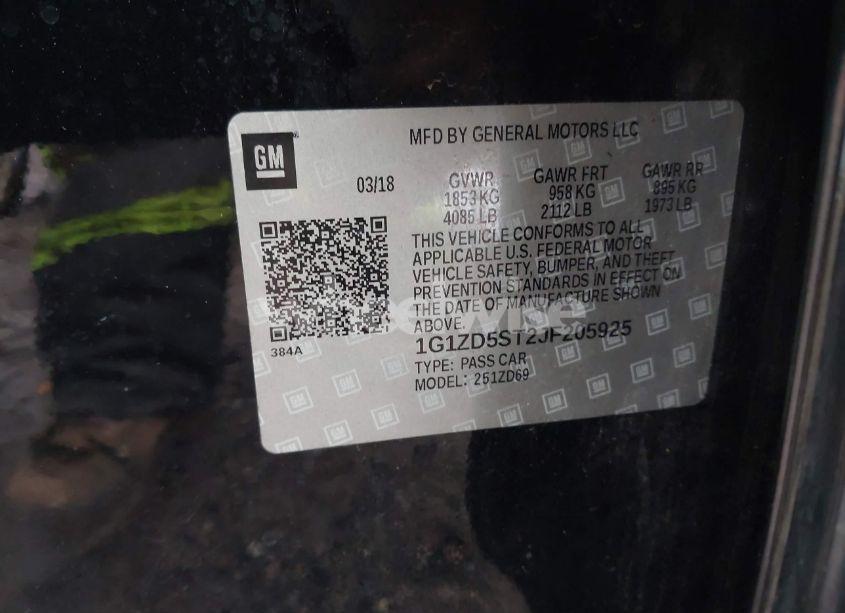 GM
MFD BY GENERAL MOTORS LLC
03/18
GVWR GAWR FRT GAWR RR
1853 KG 958 KG 895 KG
4085 LB 2112 LB 1973 LB
THIS VEHICLE CONFORMS TO ALL
APPLICABLE U.S. FEDERAL MOTOR
VEHICLE SAFETY, BUMPER, AND THEFT
PREVENTION STANDARDS IN EFFECT ON
THE DATE OF MANUFACTURE SHOWN
ABOVE.
384A
1G1ZD5ST2JF205925
TYPE: PASS CAR
MODEL: 251ZD69